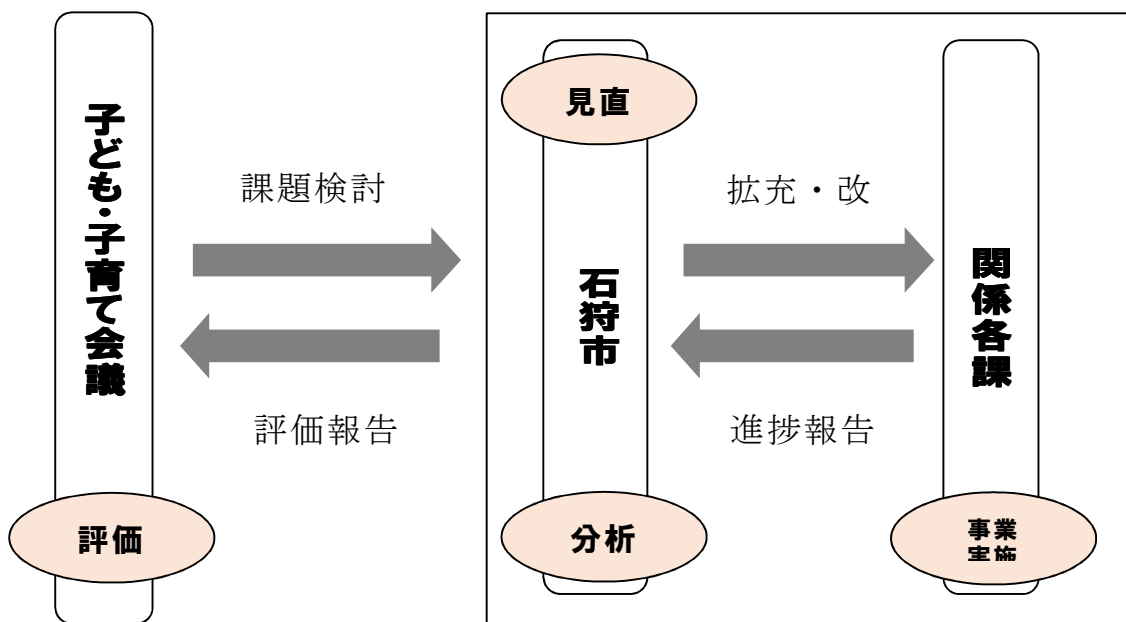 子ども・子育て会議
評価
課題検討
評価報告
見直
石狩市
分析
拡充・改
進捗報告
関係各課
事業
実施